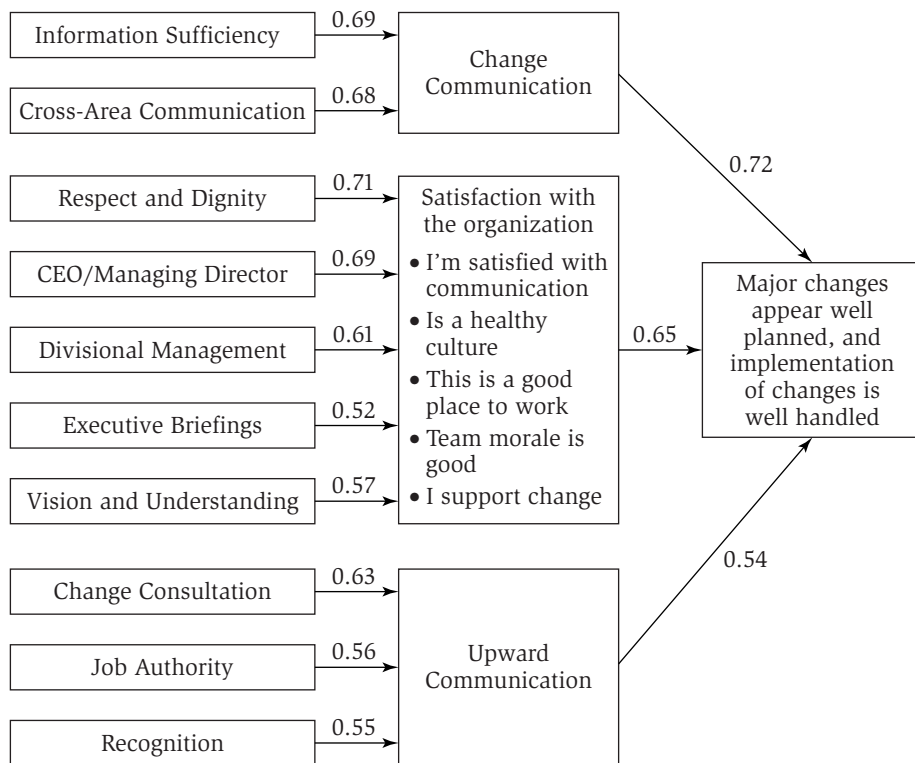 Information Sufficiency
0.69
Cross-Area Communication
0.68
Change
Communication
0.72
Respect and Dignity
0.71
CEO/Managing Director
0.69
Divisional Management
0.61
Executive Briefings
0.52
Vision and Understanding
0.57
Satisfaction with
the organization
• I’m satisfied with
communication
• Is a healthy
culture
• This is a good
place to work
• Team morale is
good
• I support change
0.65
Major changes
appear well
planned, and
implementation
of changes is
well handled
Change Consultation
0.63
Job Authority
0.56
Recognition
0.55
Upward
Communication
0.54